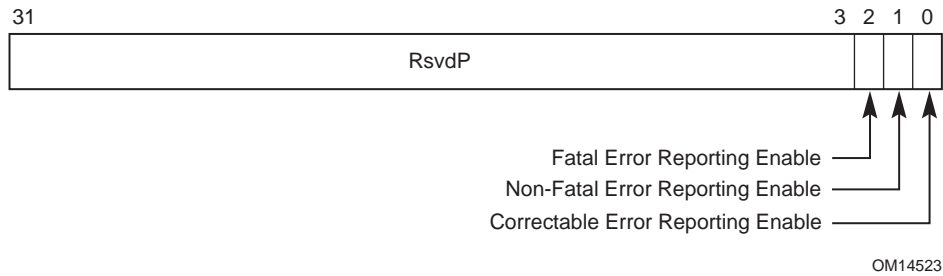 31 3 2 1 0
RsvdP
Fatal Error Reporting Enable
Non-Fatal Error Reporting Enable
Correctable Error Reporting Enable
OM14523